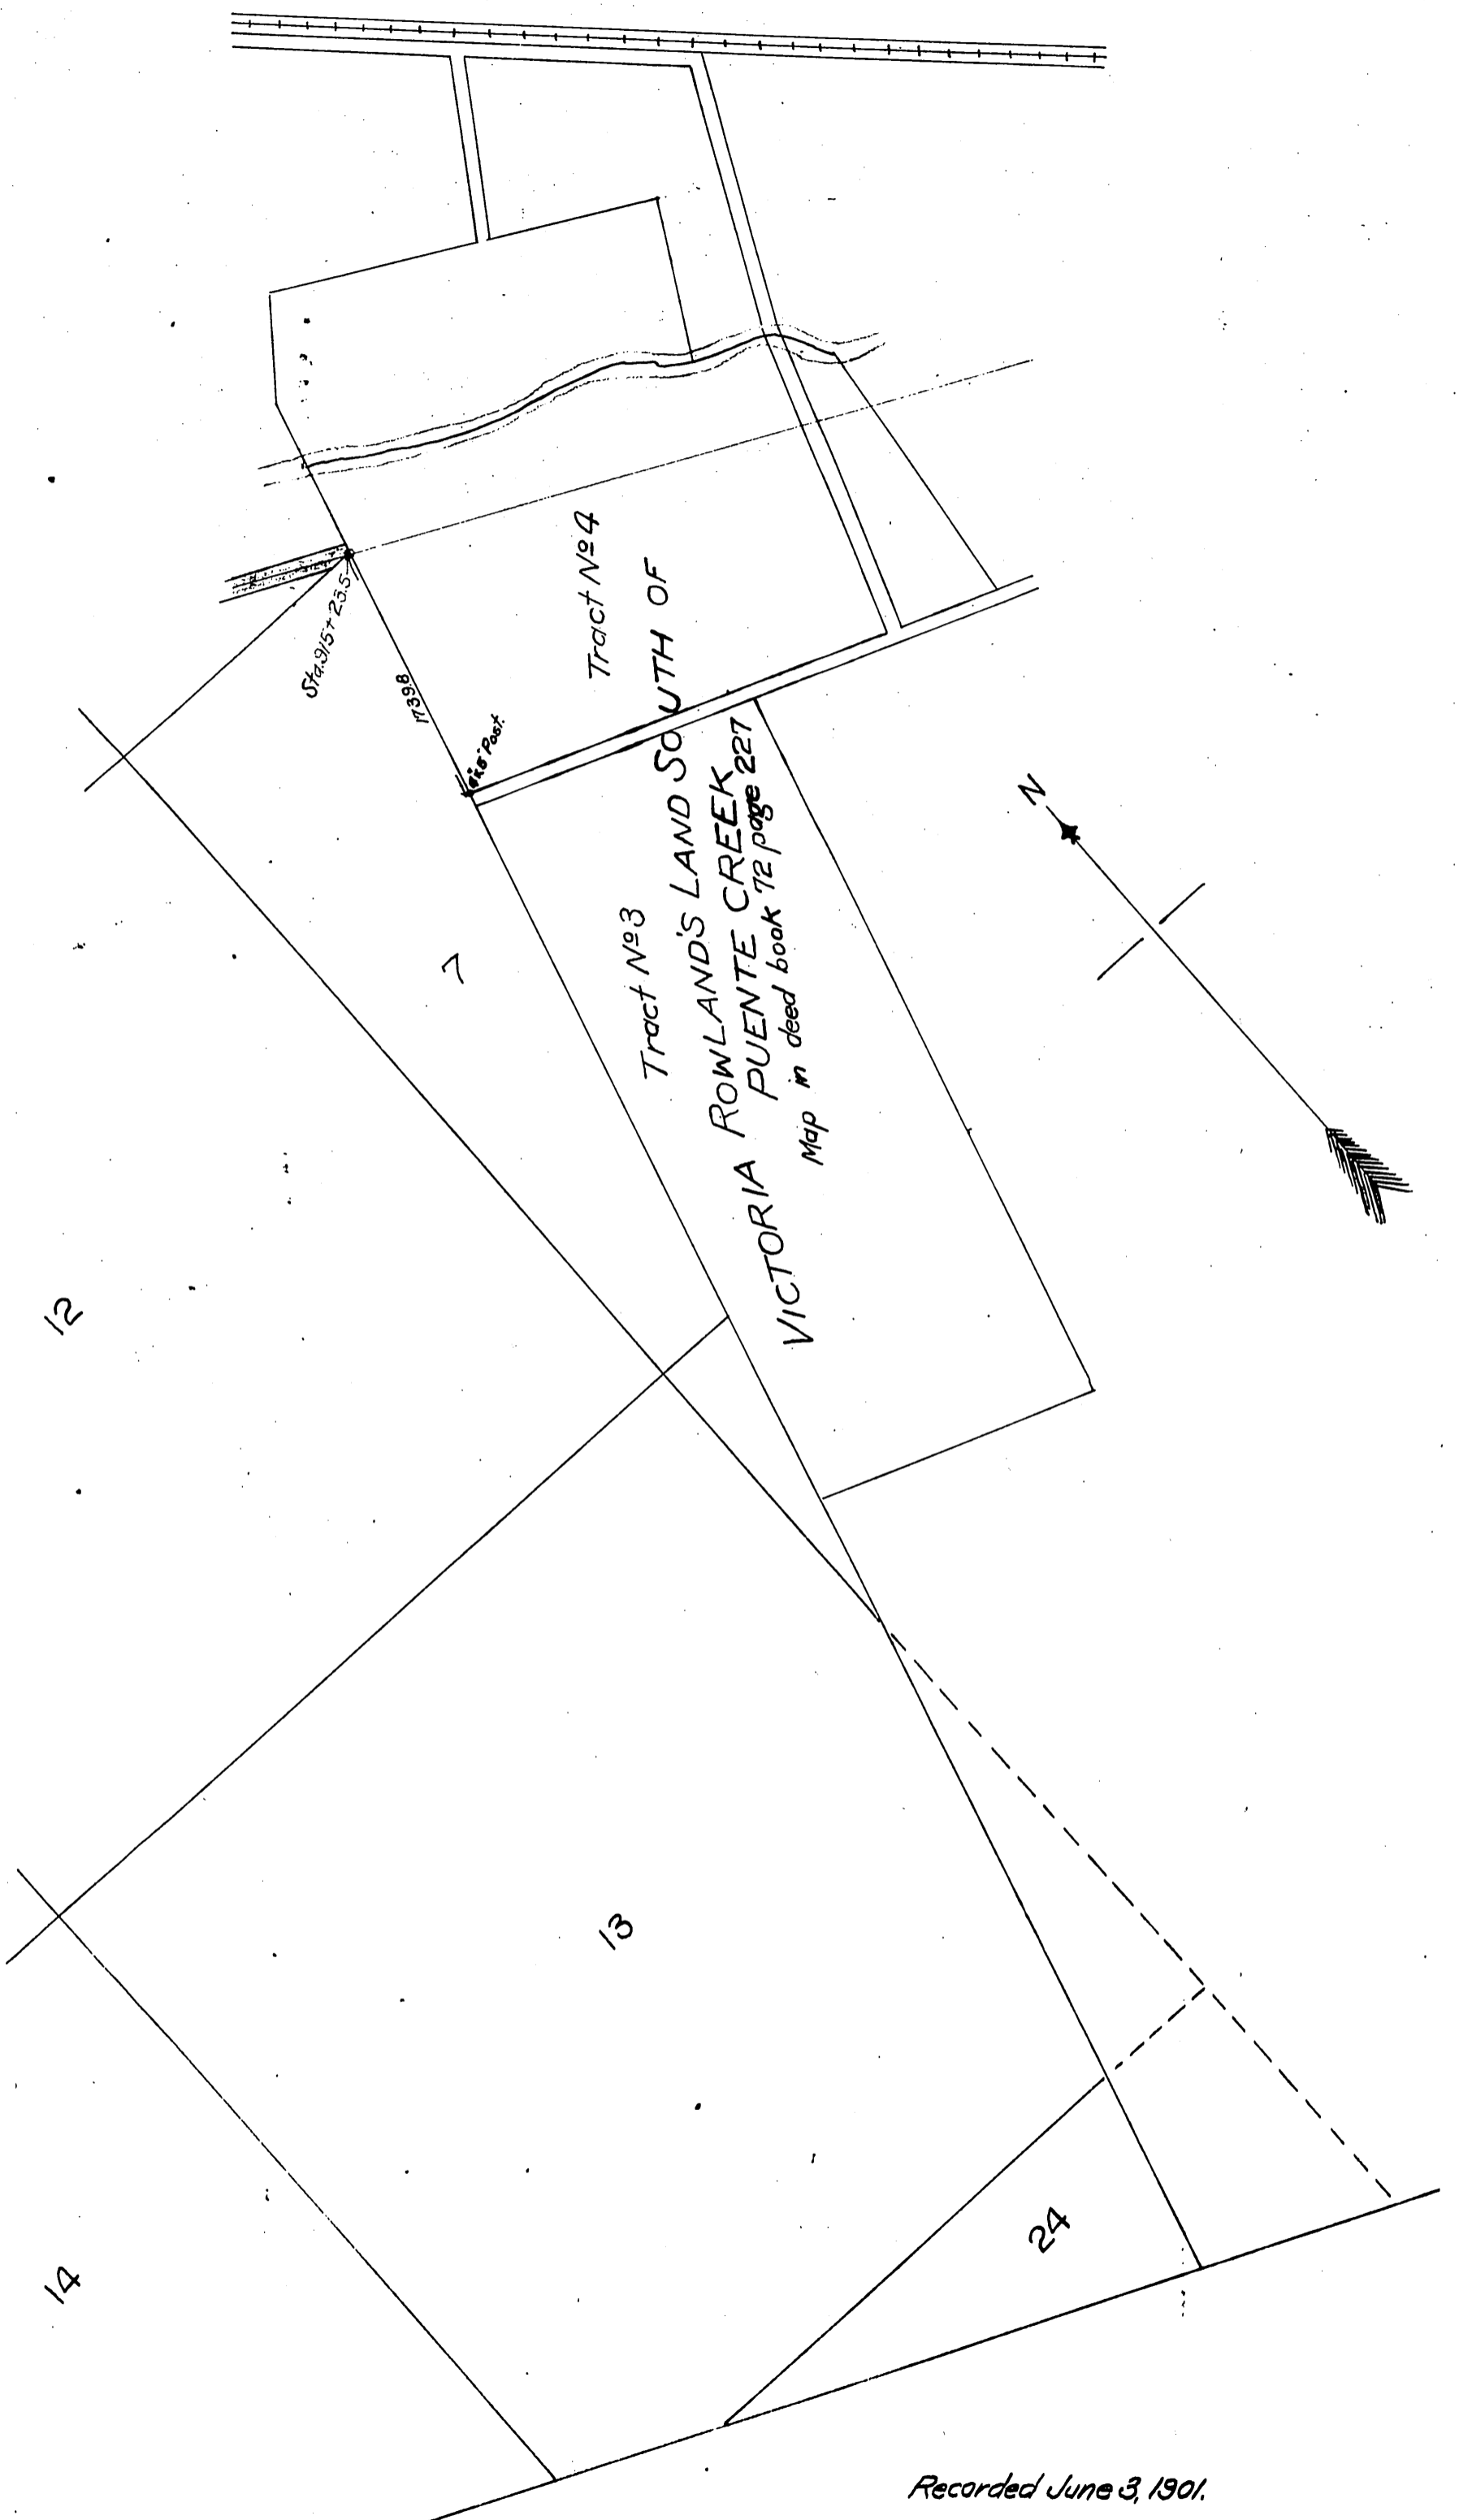 Tract Nº 4
Sta. 915+23.5
1739.8
4x5 Post.
VICTORIA ROWLAND'S LAND SOUTH OF
PUENTE CREEK
Map in deed book 72 page 227
Tract Nº 3
N
7
12
13
14
24
Recorded June 3, 1901.